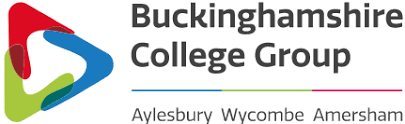 Buckinghamshire
College Group
Aylesbury Wycombe Amersham